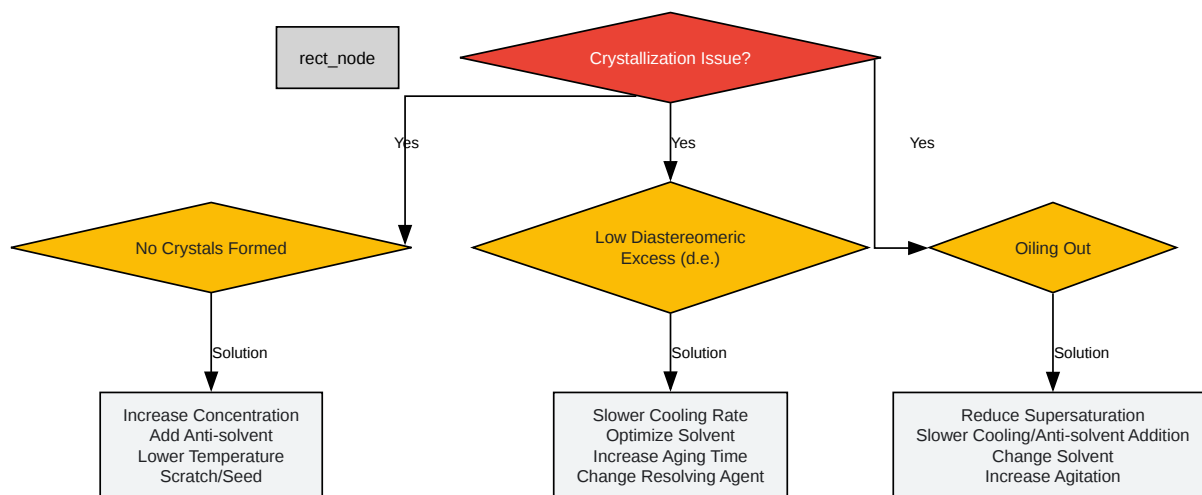 rect_node
Crystallization Issue?
Yes
Yes
Yes
No Crystals Formed
Low Diastereomeric
Excess (d.e.)
Oiling Out
Solution
Solution
Solution
Increase Concentration
Add Anti-solvent
Lower Temperature
Scratch/Seed
Slower Cooling Rate
Optimize Solvent
Increase Aging Time
Change Resolving Agent
Reduce Supersaturation
Slower Cooling/Anti-solvent Addition
Change Solvent
Increase Agitation